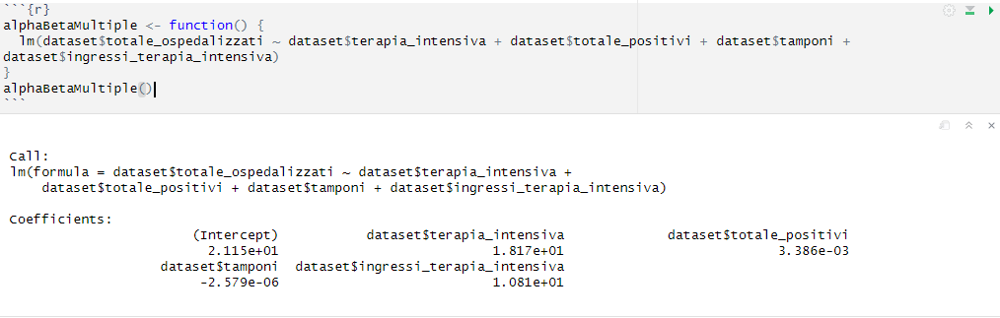 ```{r}
alphaBetaMultiple <- function() {
  lm(dataset$totale_ospedalizzati ~ dataset$terapia_intensiva + dataset$totale_positivi + dataset$tamponi +
dataset$ingressi_terapia_intensiva)
}
alphaBetaMultiple()
```
Call:
lm(formula = dataset$totale_ospedalizzati ~ dataset$terapia_intensiva +
    dataset$totale_positivi + dataset$tamponi + dataset$ingressi_terapia_intensiva)
Coefficients:
(Intercept) dataset$terapia_intensiva dataset$totale_positivi
2.115e+01 1.817e+01 3.386e-03
dataset$tamponi dataset$ingressi_terapia_intensiva
-2.579e-06 1.081e+01